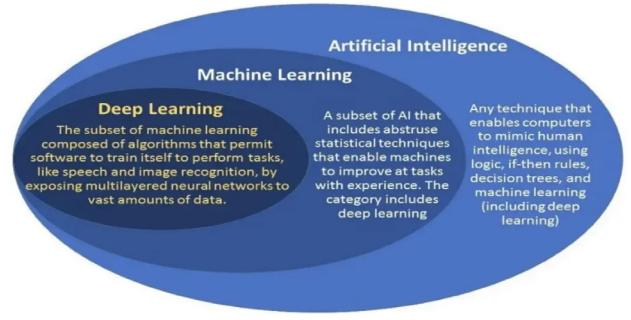 Artificial Intelligence
Machine Learning
Deep Learning
The subset of machine learning
composed of algorithms that permit
software to train itself to perform tasks,
like speech and image recognition, by
exposing multilayered neural networks to
vast amounts of data.
A subset of AI that
includes abstruse
statistical techniques
that enable machines
to improve at tasks
with experience. The
category includes
deep learning
Any technique that
enables computers
to mimic human
intelligence, using
logic, if-then rules,
decision trees, and
machine learning
(including deep
learning)